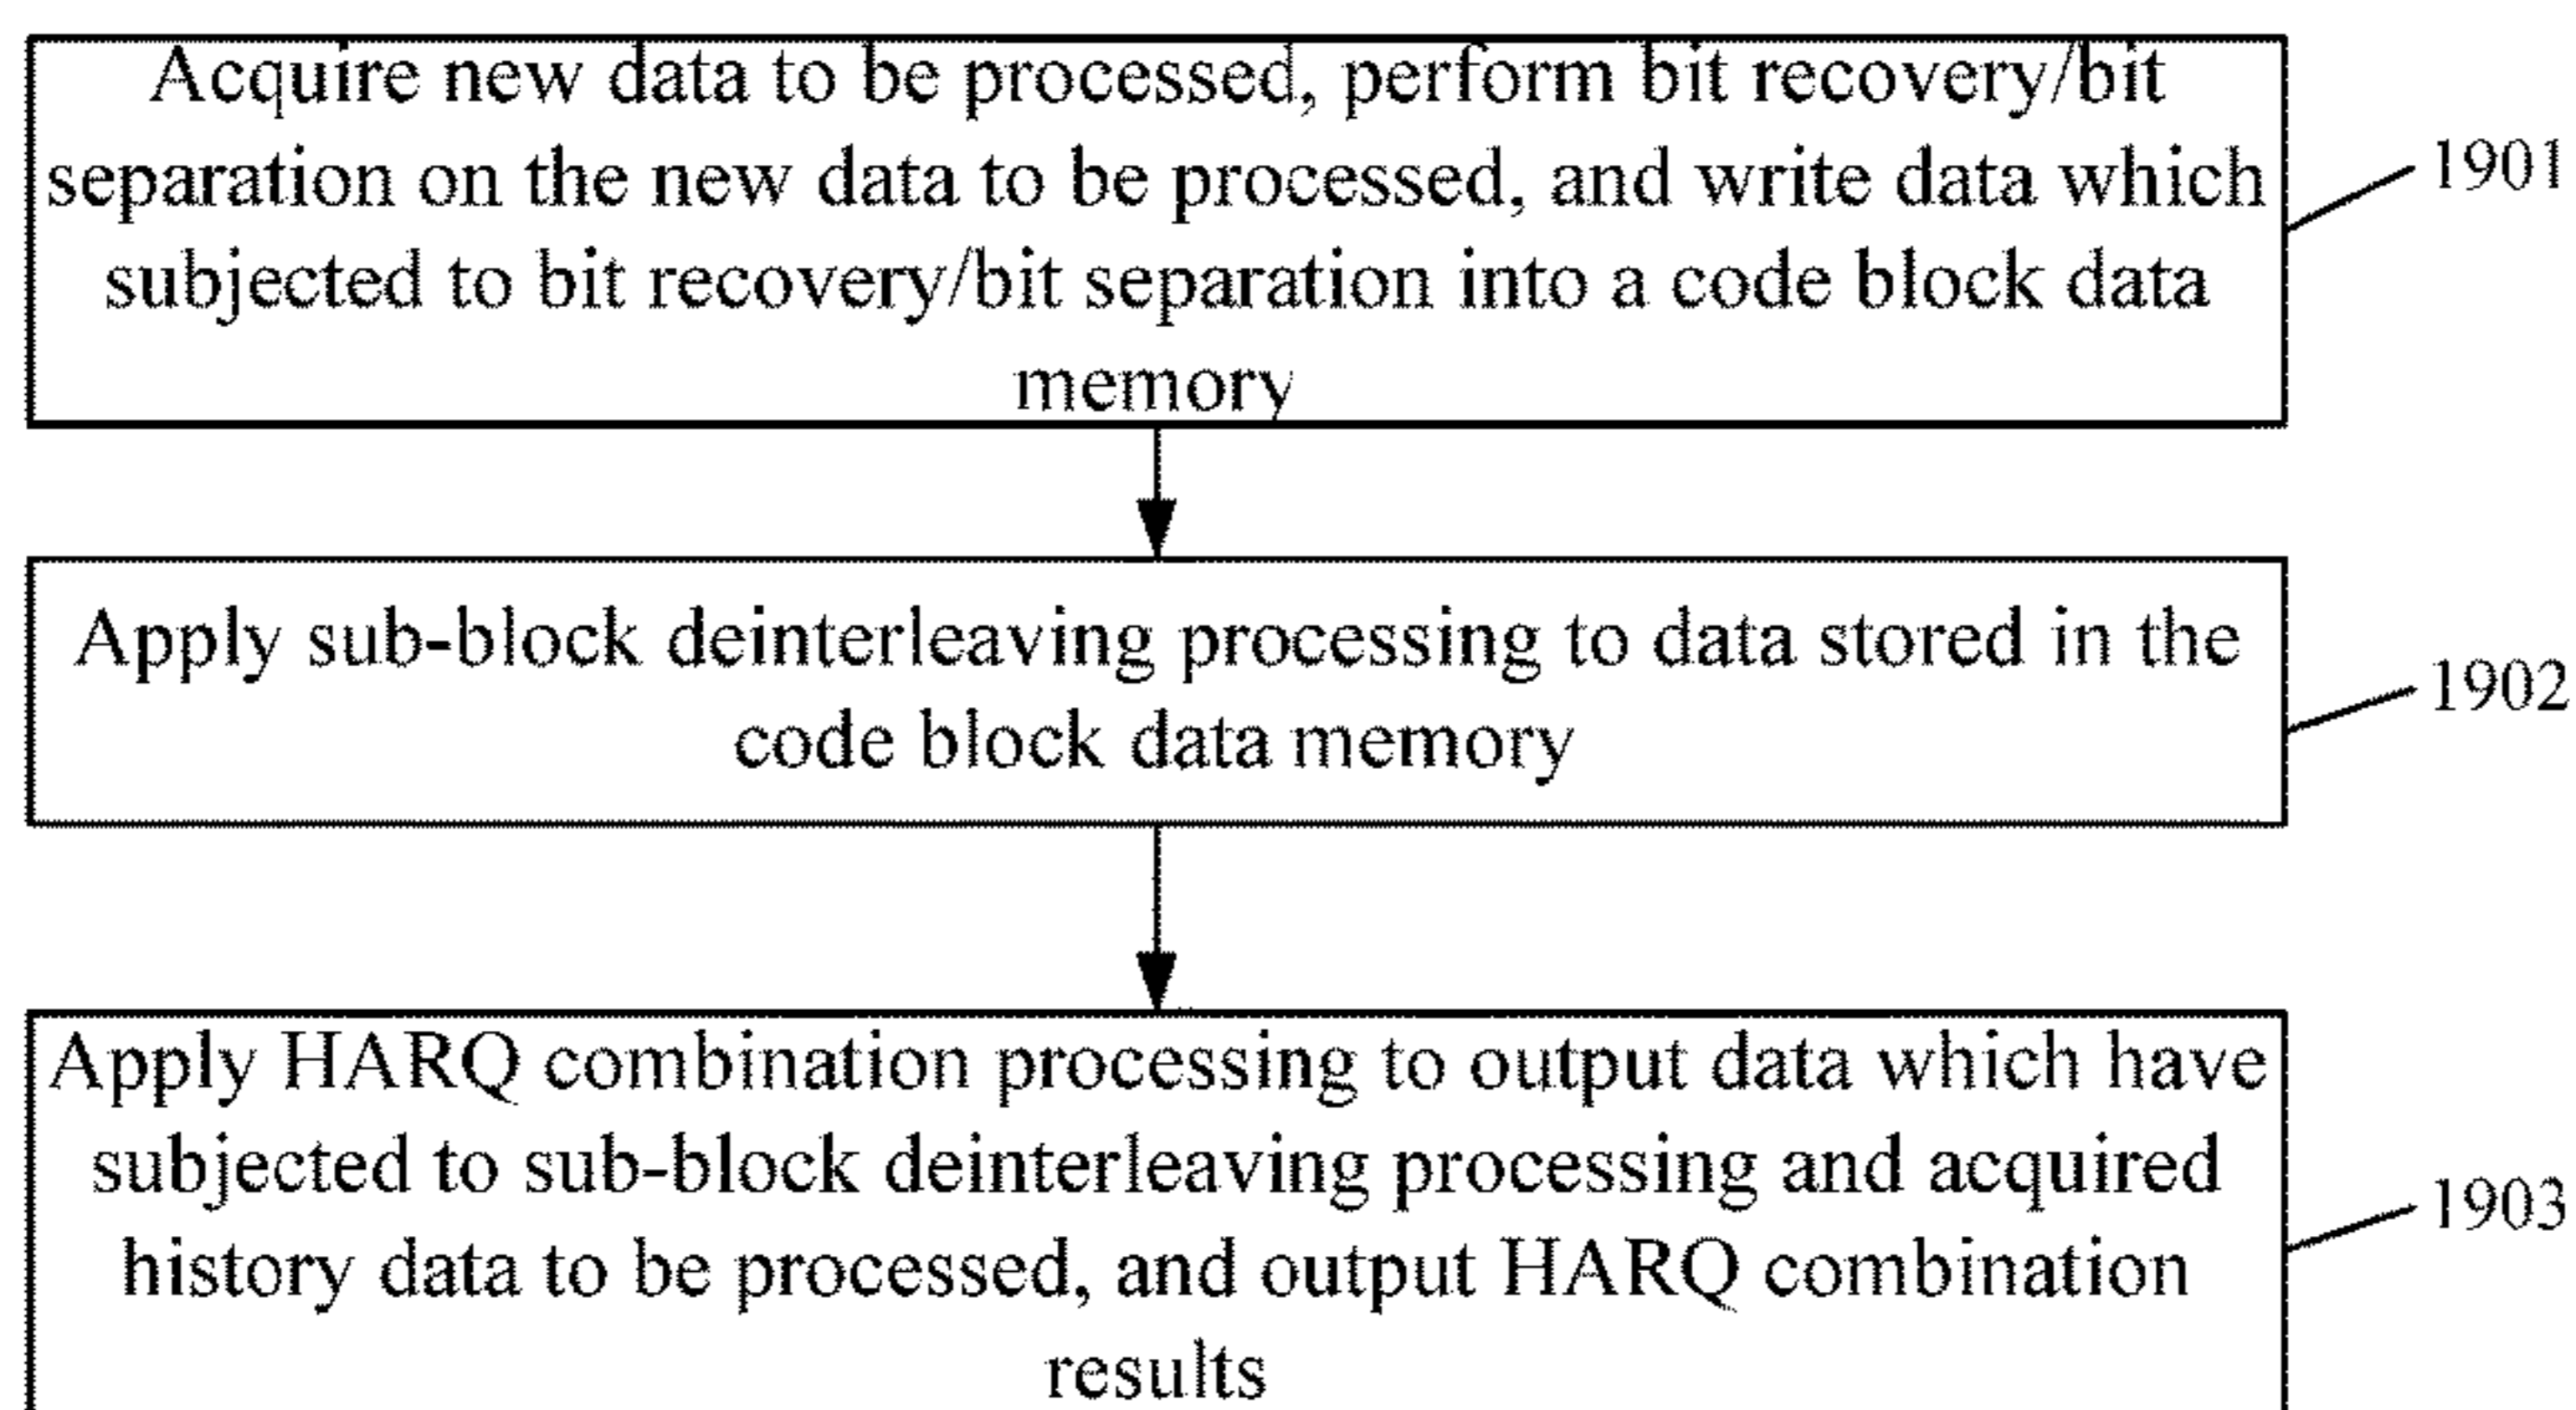 Acquire new data to be processed, perform bit recovery/bit
separation on the new data to be processed, and write data which
subjected to bit recovery/bit separation into a code block data
memory
1901
Apply sub-block deinterleaving processing to data stored in the
code block data memory
1902
Apply HARQ combination processing to output data which have
subjected to sub-block deinterleaving processing and acquired
history data to be processed, and output HARQ combination
results
1903